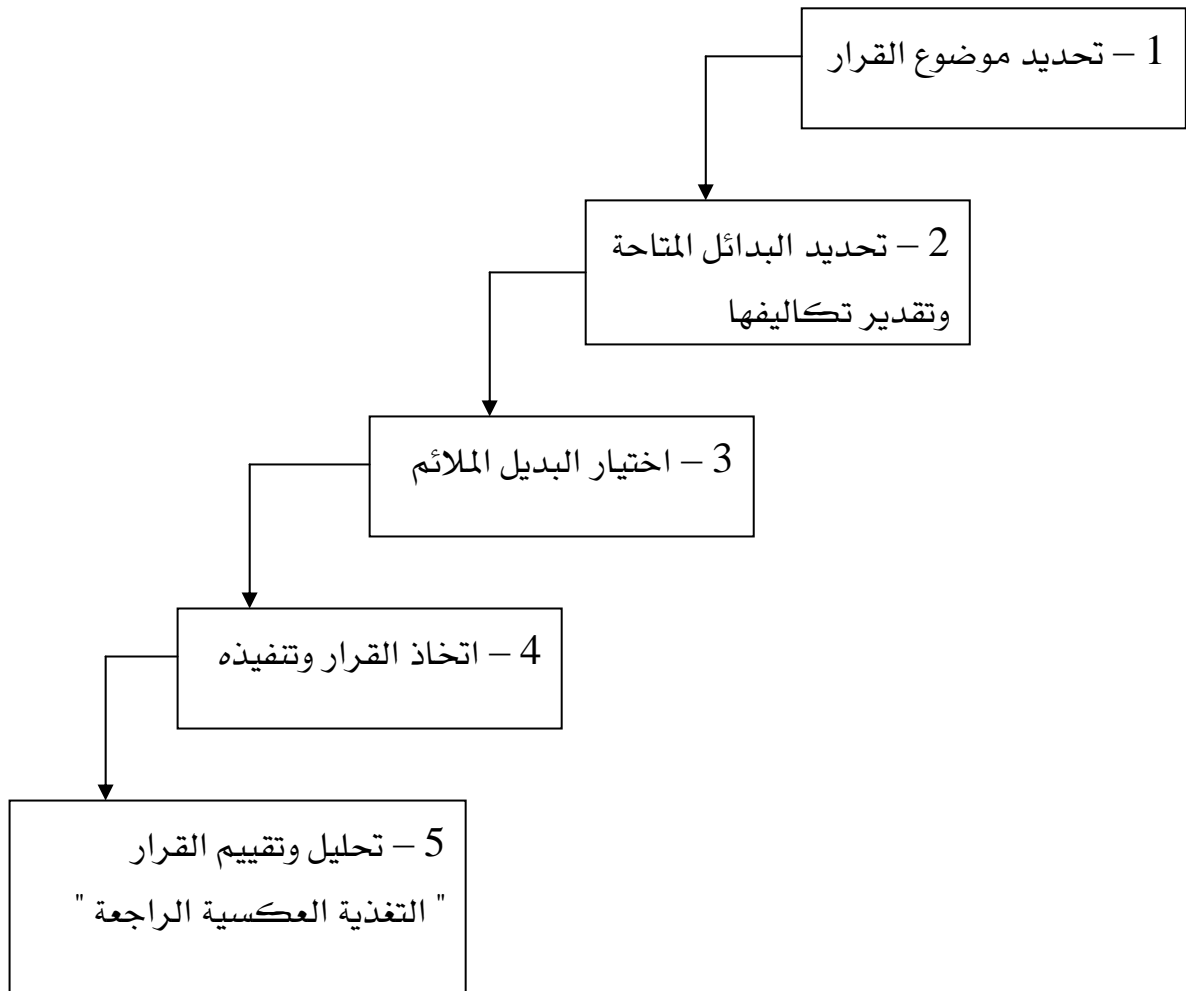 1 – تحديد موضوع القرار
2 – تحديد البدائل المتاحة
وتقدير تكاليفها
3 – اختيار البديل الملائم
4 – اتخاذ القرار وتنفيذه
5 – تحليل وتقييم القرار
" التغذية العكسية الراجعة "